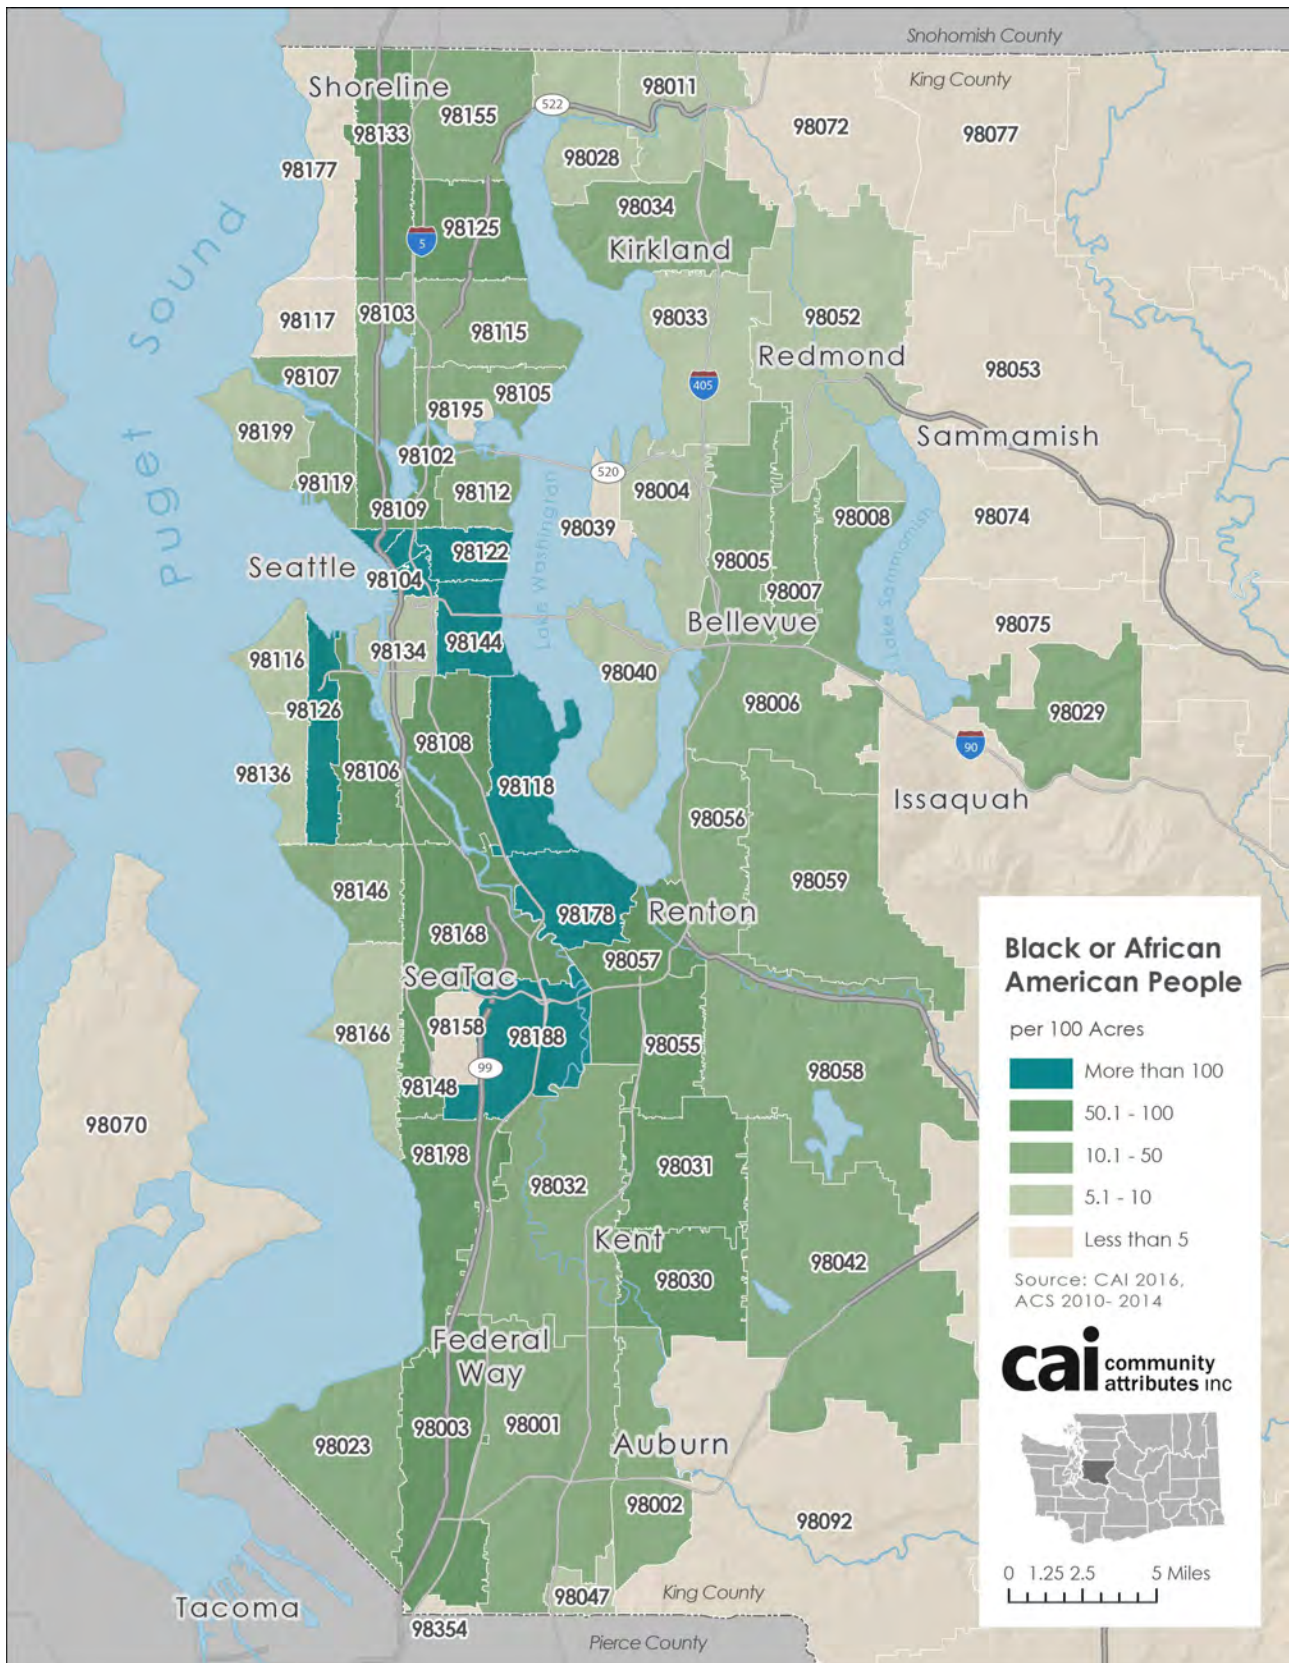 Snohomish County
King County
Shoreline
98011
98155
522
98072
98077
98133
98028
98177
98034
98125
5
Kirkland
Puget Sound
98103
98033
98052
98117
98115
Redmond
98053
98107
98105
405
98195
98199
Sammamish
98102
520
98119
98112
98004
98109
98039
98008
98074
Lake Washington
Lake Sammamish
98122
98005
Seattle
98104
98007
Bellevue
98075
98144
98134
98116
98040
98126
98006
98029
98108
90
98136
98106
98118
Issaquah
98056
98146
98059
98178
Renton
98168
98057
SeaTac
98158
98166
98188
98055
99
98058
98148
98070
98198
98031
98032
Kent
98042
98030
Federal
Way
98003
98001
98023
Auburn
98002
98092
98047
King County
Tacoma
98354
Pierce County
Black or African
American People
per 100 Acres
More than 100
50.1 - 100
10.1 - 50
5.1 - 10
Less than 5
Source: CAI 2016,
ACS 2010- 2014
cai community
attributes inc
0 1.25 2.5 5 Miles